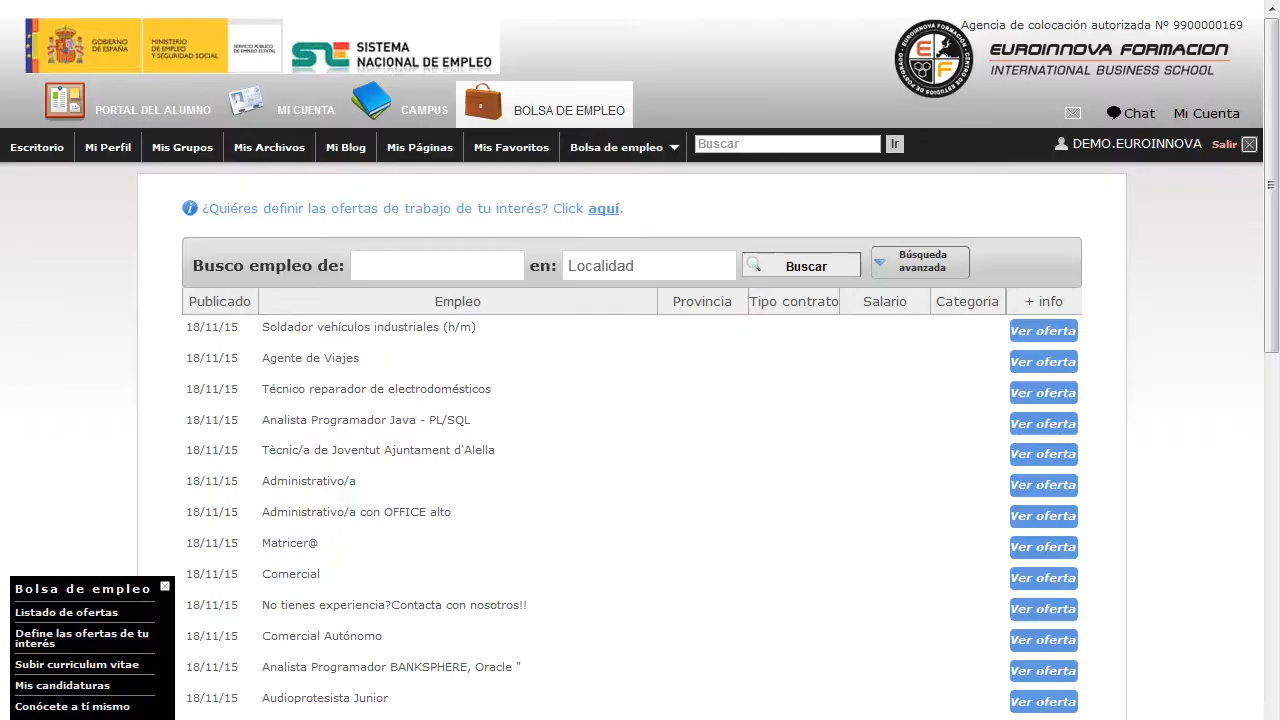 GOBIERNO DE ESPAÑA
MINISTERIO DE EMPLEO Y SEGURIDAD SOCIAL
SERVICIO PÚBLICO DE EMPLEO ESTATAL
SISTEMA NACIONAL DE EMPLEO
Agencia de colocación autorizada Nº 9900000169
EUROINNOVA FORMACION
INTERNATIONAL BUSINESS SCHOOL
PORTAL DEL ALUMNO
MI CUENTA
CAMPUS
BOLSA DE EMPLEO
Chat
Mi Cuenta
Escritorio
Mi Perfil
Mis Grupos
Mis Archivos
Mi Blog
Mis Páginas
Mis Favoritos
Bolsa de empleo
Buscar
Ir
DEMO.EUROINNOVA
Salir
¿Quiéres definir las ofertas de trabajo de tu interés? Click aquí.
Busco empleo de:
en:
Localidad
Buscar
Búsqueda avanzada
Publicado Empleo Provincia Tipo contrato Salario Categoria + info
18/11/15 Soldador vehículos industriales (h/m) Ver oferta
18/11/15 Agente de Viajes Ver oferta
18/11/15 Técnico reparador de electrodomésticos Ver oferta
18/11/15 Analista Programador Java - PL/SQL Ver oferta
18/11/15 Tècnic/a de Joventut Ajuntament d'Alella Ver oferta
18/11/15 Administrativo/a Ver oferta
18/11/15 Administrativo/a con OFFICE alto Ver oferta
18/11/15 Matricer@ Ver oferta
18/11/15 Comercial Ver oferta
18/11/15 No tienes experiencia?Contacta con nosotros!! Ver oferta
18/11/15 Comercial Autónomo Ver oferta
18/11/15 Analista Programador BANKSPHERE, Oracle " Ver oferta
18/11/15 Audioprotesista Junior Ver oferta
Bolsa de empleo
Listado de ofertas
Define las ofertas de tu
interés
Subir curriculum vitae
Mis candidaturas
Conócete a tí mismo